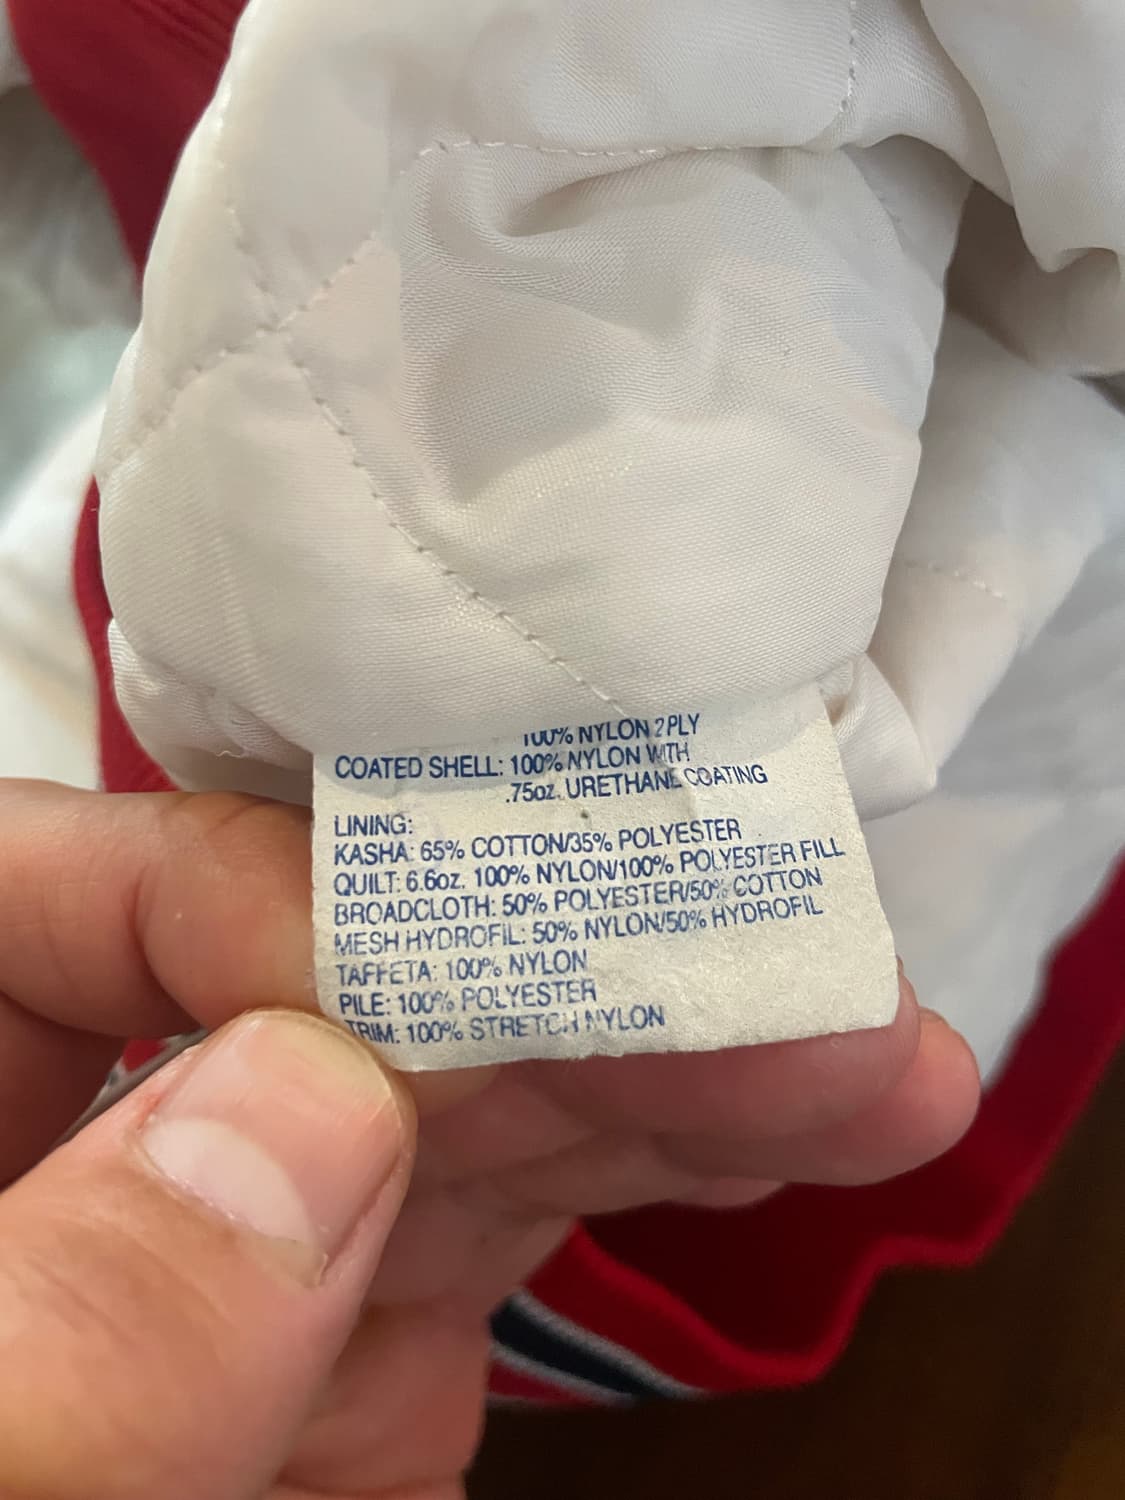 100% NYLON 2 PLY
COATED SHELL: 100% NYLON WITH
.75oz. URETHANE COATING
LINING:
KASHA: 65% COTTON/35% POLYESTER
QUILT: 6.6oz. 100% NYLON/100% POLYESTER FILL
BROADCLOTH: 50% POLYESTER/50% COTTON
MESH HYDROFIL: 50% NYLON/50% HYDROFIL
TAFFETA: 100% NYLON
PILE: 100% POLYESTER
TRIM: 100% STRETCH NYLON